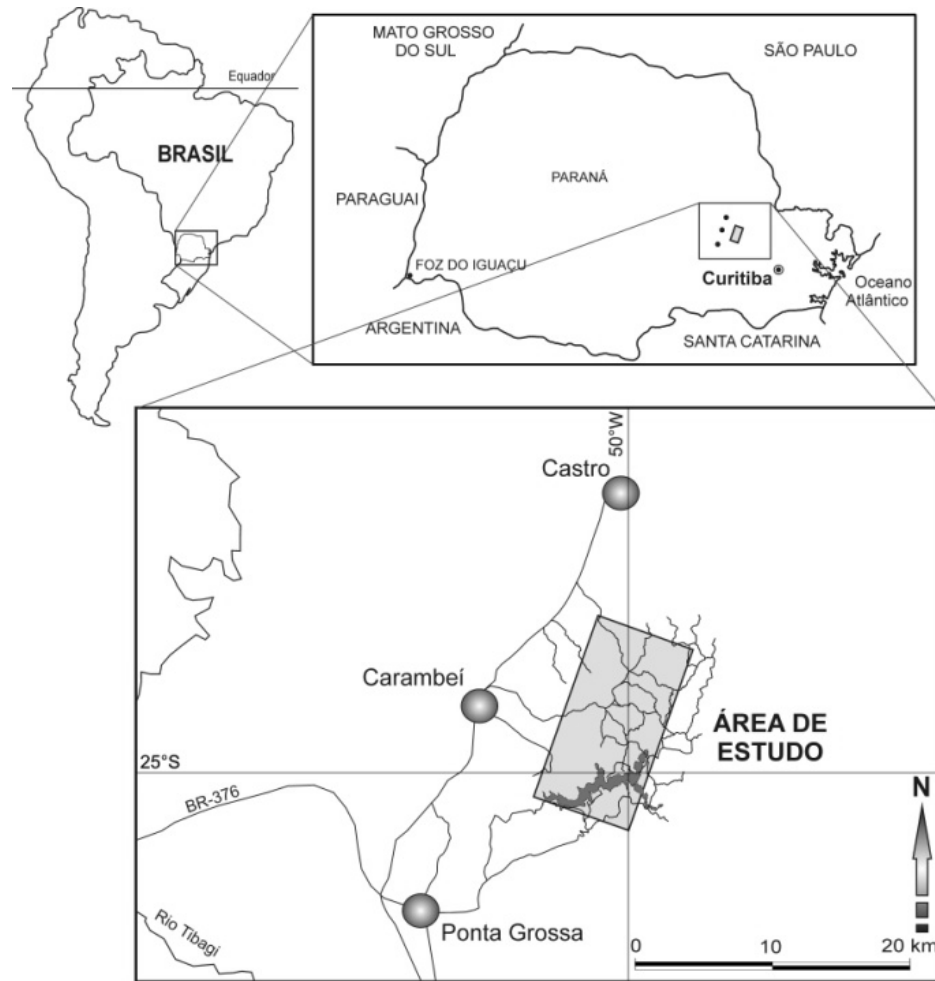 Equador
BRASIL
MATO GROSSO
DO SUL
SÃO PAULO
PARANÁ
PARAGUAI
FOZ DO IGUAÇU
Curitiba
Oceano
Atlântico
ARGENTINA
SANTA CATARINA
50°W
Castro
Carambeí
ÁREA DE
ESTUDO
25°S
BR-376
N
Ponta Grossa
Rio Tibagi
0 10 20 km